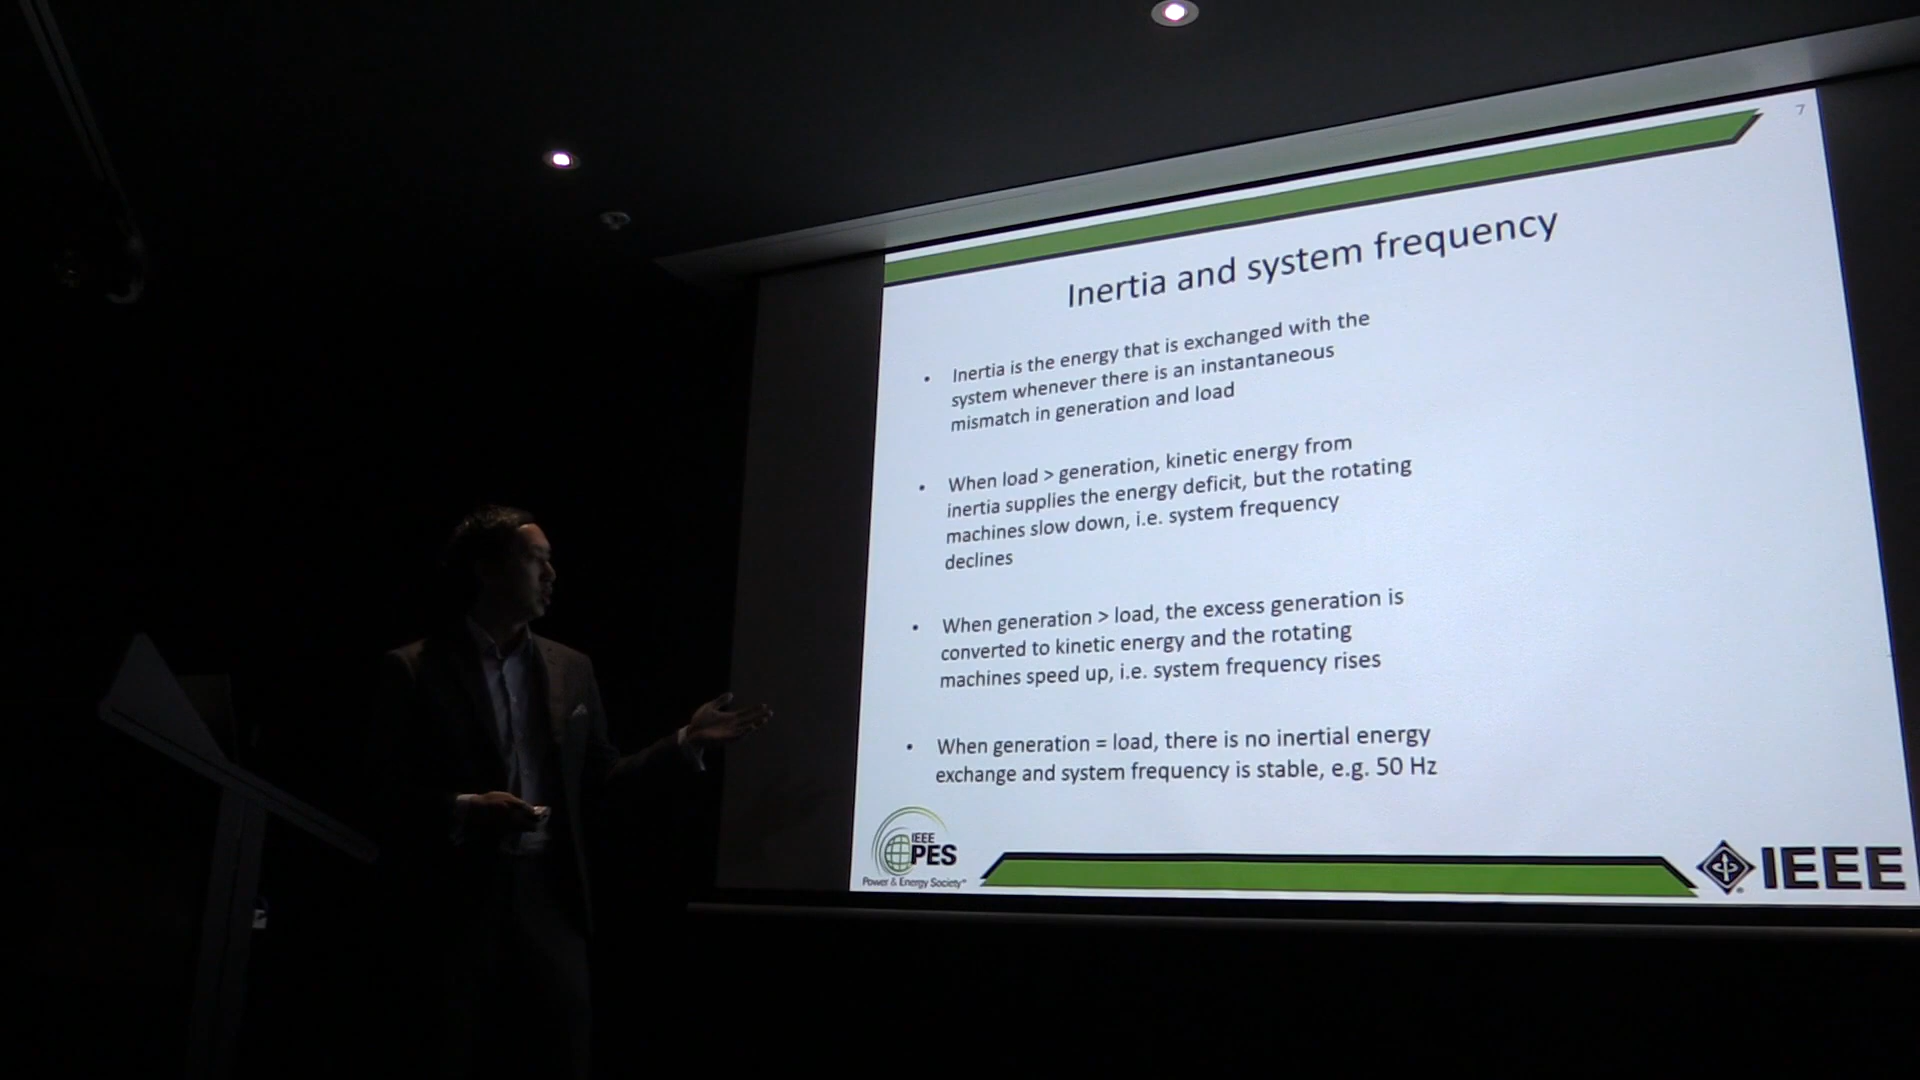 7
Inertia and system frequency
• Inertia is the energy that is exchanged with the
system whenever there is an instantaneous
mismatch in generation and load
• When load > generation, kinetic energy from
inertia supplies the energy deficit, but the rotating
machines slow down, i.e. system frequency
declines
• When generation > load, the excess generation is
converted to kinetic energy and the rotating
machines speed up, i.e. system frequency rises
• When generation = load, there is no inertial energy
exchange and system frequency is stable, e.g. 50 Hz
IEEE
PES
Power & Energy Society®
IEEE